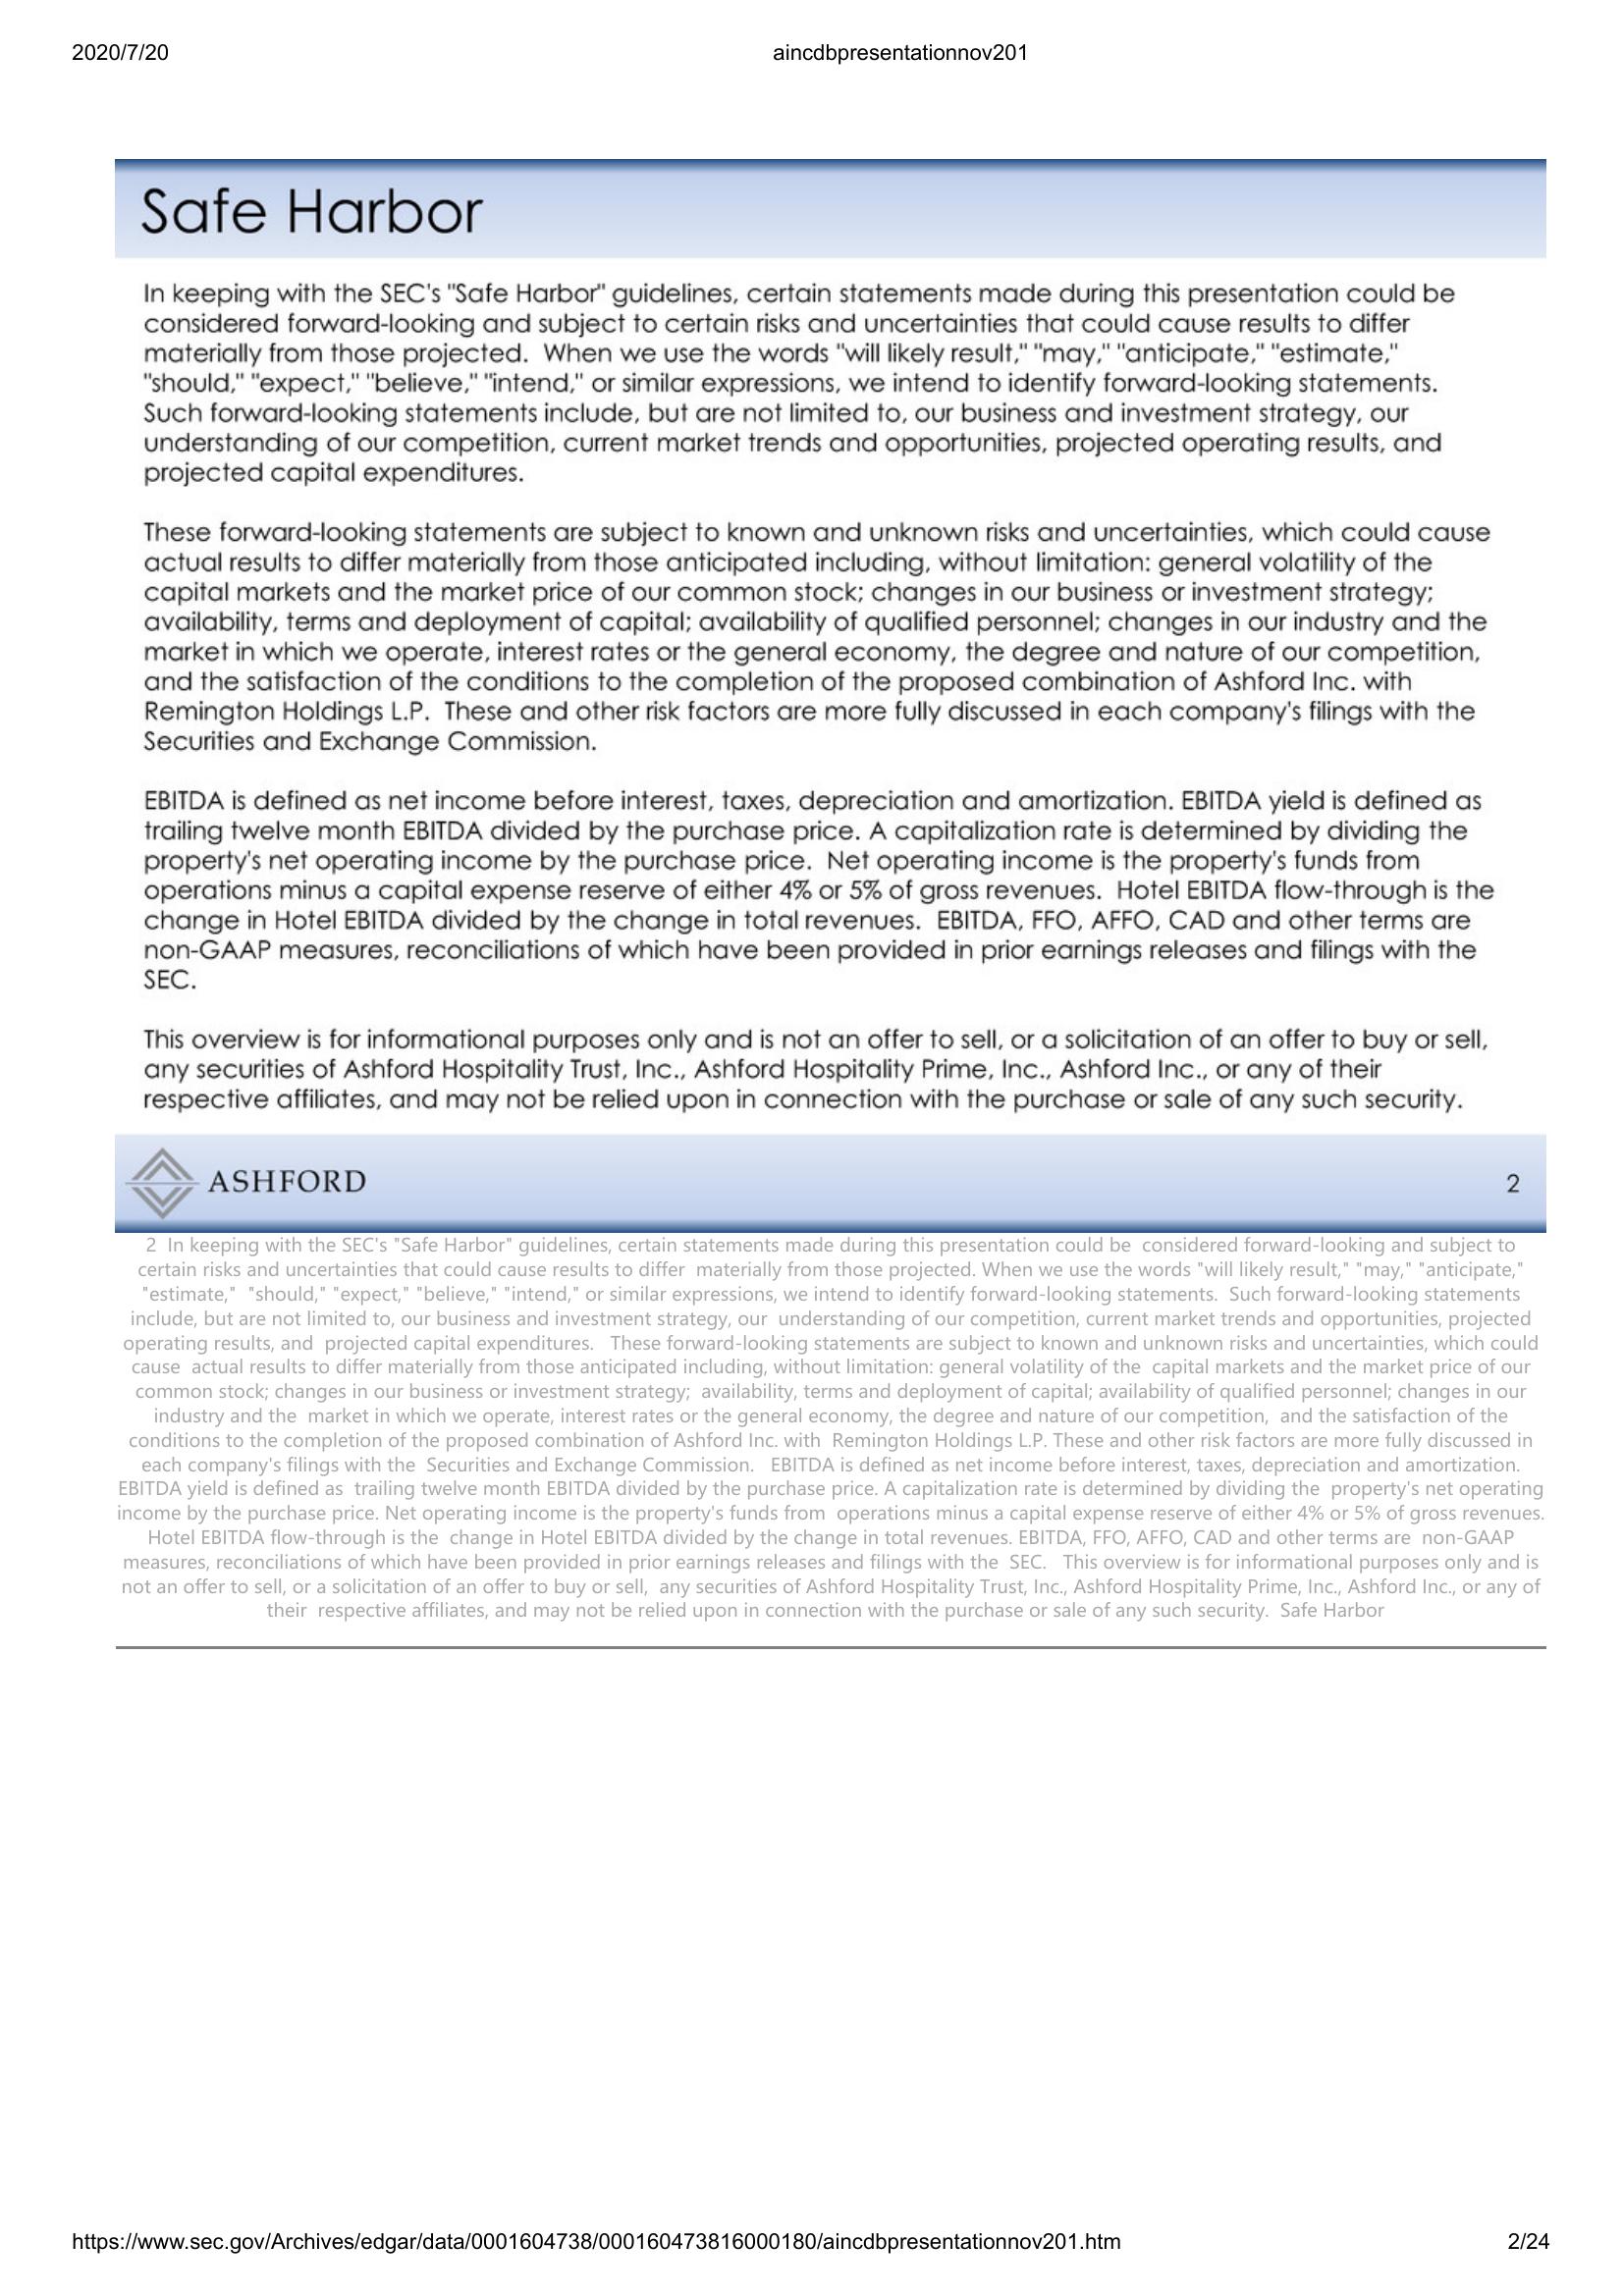 2020/7/20 aincdbpresentationnov201
Safe Harbor
In keeping with the SEC's "Safe Harbor" guidelines, certain statements made during this presentation could be
considered forward-looking and subject to certain risks and uncertainties that could cause results to differ
materially from those projected.  When we use the words "will likely result," "may," "anticipate," "estimate,"
"should," "expect," "believe," "intend," or similar expressions, we intend to identify forward-looking statements.
Such forward-looking statements include, but are not limited to, our business and investment strategy, our
understanding of our competition, current market trends and opportunities, projected operating results, and
projected capital expenditures.
These forward-looking statements are subject to known and unknown risks and uncertainties, which could cause
actual results to differ materially from those anticipated including, without limitation: general volatility of the
capital markets and the market price of our common stock; changes in our business or investment strategy;
availability, terms and deployment of capital; availability of qualified personnel; changes in our industry and the
market in which we operate, interest rates or the general economy, the degree and nature of our competition,
and the satisfaction of the conditions to the completion of the proposed combination of Ashford Inc. with
Remington Holdings L.P.  These and other risk factors are more fully discussed in each company's filings with the
Securities and Exchange Commission.
EBITDA is defined as net income before interest, taxes, depreciation and amortization. EBITDA yield is defined as
trailing twelve month EBITDA divided by the purchase price. A capitalization rate is determined by dividing the
property's net operating income by the purchase price.  Net operating income is the property's funds from
operations minus a capital expense reserve of either 4% or 5% of gross revenues.  Hotel EBITDA flow-through is the
change in Hotel EBITDA divided by the change in total revenues.  EBITDA, FFO, AFFO, CAD and other terms are
non-GAAP measures, reconciliations of which have been provided in prior earnings releases and filings with the
SEC.
This overview is for informational purposes only and is not an offer to sell, or a solicitation of an offer to buy or sell,
any securities of Ashford Hospitality Trust, Inc., Ashford Hospitality Prime, Inc., Ashford Inc., or any of their
respective affiliates, and may not be relied upon in connection with the purchase or sale of any such security.
ASHFORD 2
2  In keeping with the SEC's "Safe Harbor" guidelines, certain statements made during this presentation could be  considered forward-looking and subject to
certain risks and uncertainties that could cause results to differ  materially from those projected. When we use the words "will likely result," "may," "anticipate,"
"estimate,"  "should," "expect," "believe," "intend," or similar expressions, we intend to identify forward-looking statements.  Such forward-looking statements
include, but are not limited to, our business and investment strategy, our  understanding of our competition, current market trends and opportunities, projected
operating results, and  projected capital expenditures.   These forward-looking statements are subject to known and unknown risks and uncertainties, which could
cause  actual results to differ materially from those anticipated including, without limitation: general volatility of the  capital markets and the market price of our
common stock; changes in our business or investment strategy;  availability, terms and deployment of capital; availability of qualified personnel; changes in our
industry and the  market in which we operate, interest rates or the general economy, the degree and nature of our competition,  and the satisfaction of the
conditions to the completion of the proposed combination of Ashford Inc. with  Remington Holdings L.P. These and other risk factors are more fully discussed in
each company's filings with the  Securities and Exchange Commission.   EBITDA is defined as net income before interest, taxes, depreciation and amortization.
EBITDA yield is defined as  trailing twelve month EBITDA divided by the purchase price. A capitalization rate is determined by dividing the  property's net operating
income by the purchase price. Net operating income is the property's funds from  operations minus a capital expense reserve of either 4% or 5% of gross revenues.
Hotel EBITDA flow-through is the  change in Hotel EBITDA divided by the change in total revenues. EBITDA, FFO, AFFO, CAD and other terms are  non-GAAP
measures, reconciliations of which have been provided in prior earnings releases and filings with the  SEC.   This overview is for informational purposes only and is
not an offer to sell, or a solicitation of an offer to buy or sell,  any securities of Ashford Hospitality Trust, Inc., Ashford Hospitality Prime, Inc., Ashford Inc., or any of
their  respective affiliates, and may not be relied upon in connection with the purchase or sale of any such security.  Safe Harbor
https://www.sec.gov/Archives/edgar/data/0001604738/000160473816000180/aincdbpresentationnov201.htm 2/24